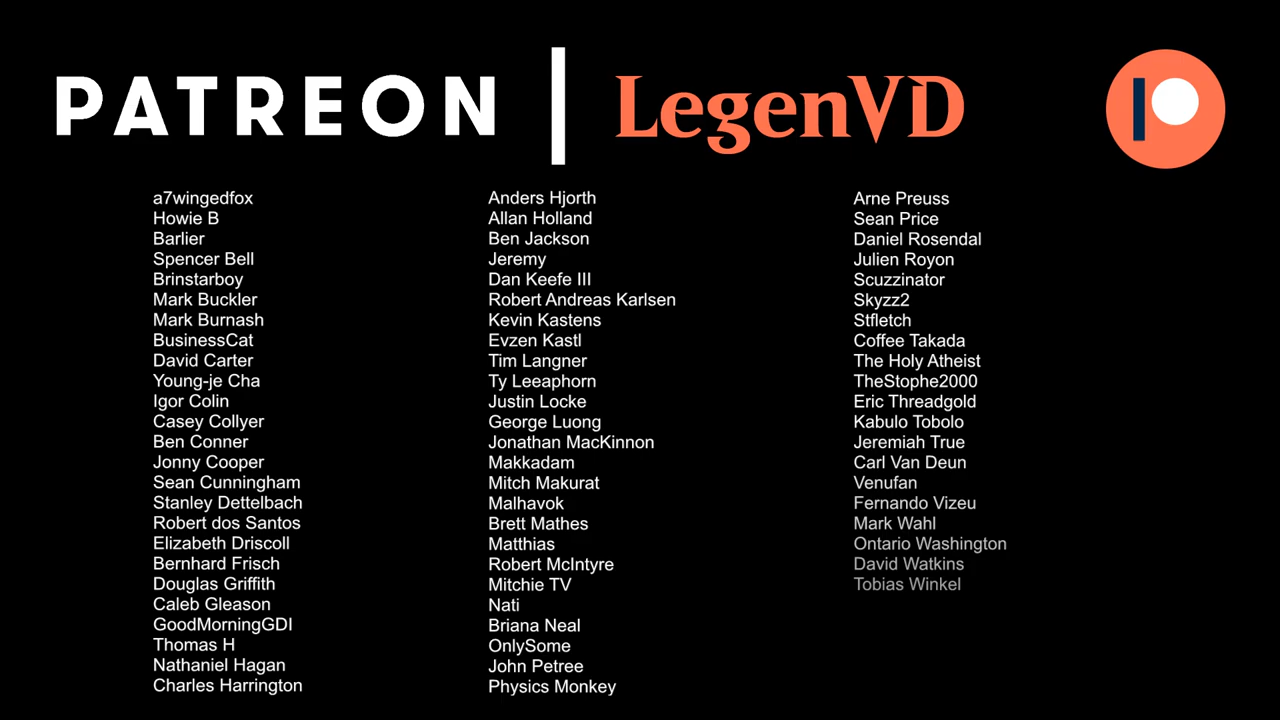 PATREON | LegenVD
a7wingedfox
Howie B
Barlier
Spencer Bell
Brinstarboy
Mark Buckler
Mark Burnash
BusinessCat
David Carter
Young-je Cha
Igor Colin
Casey Collyer
Ben Conner
Jonny Cooper
Sean Cunningham
Stanley Dettelbach
Robert dos Santos
Elizabeth Driscoll
Bernhard Frisch
Douglas Griffith
Caleb Gleason
GoodMorningGDI
Thomas H
Nathaniel Hagan
Charles Harrington
Anders Hjorth
Allan Holland
Ben Jackson
Jeremy
Dan Keefe III
Robert Andreas Karlsen
Kevin Kastens
Evzen Kastl
Tim Langner
Ty Leeaphorn
Justin Locke
George Luong
Jonathan MacKinnon
Makkadam
Mitch Makurat
Malhavok
Brett Mathes
Matthias
Robert McIntyre
Mitchie TV
Nati
Briana Neal
OnlySome
John Petree
Physics Monkey
Arne Preuss
Sean Price
Daniel Rosendal
Julien Royon
Scuzzinator
Skyzz2
Stfletch
Coffee Takada
The Holy Atheist
TheStophe2000
Eric Threadgold
Kabulo Tobolo
Jeremiah True
Carl Van Deun
Venufan
Fernando Vizeu
Mark Wahl
Ontario Washington
David Watkins
Tobias Winkel